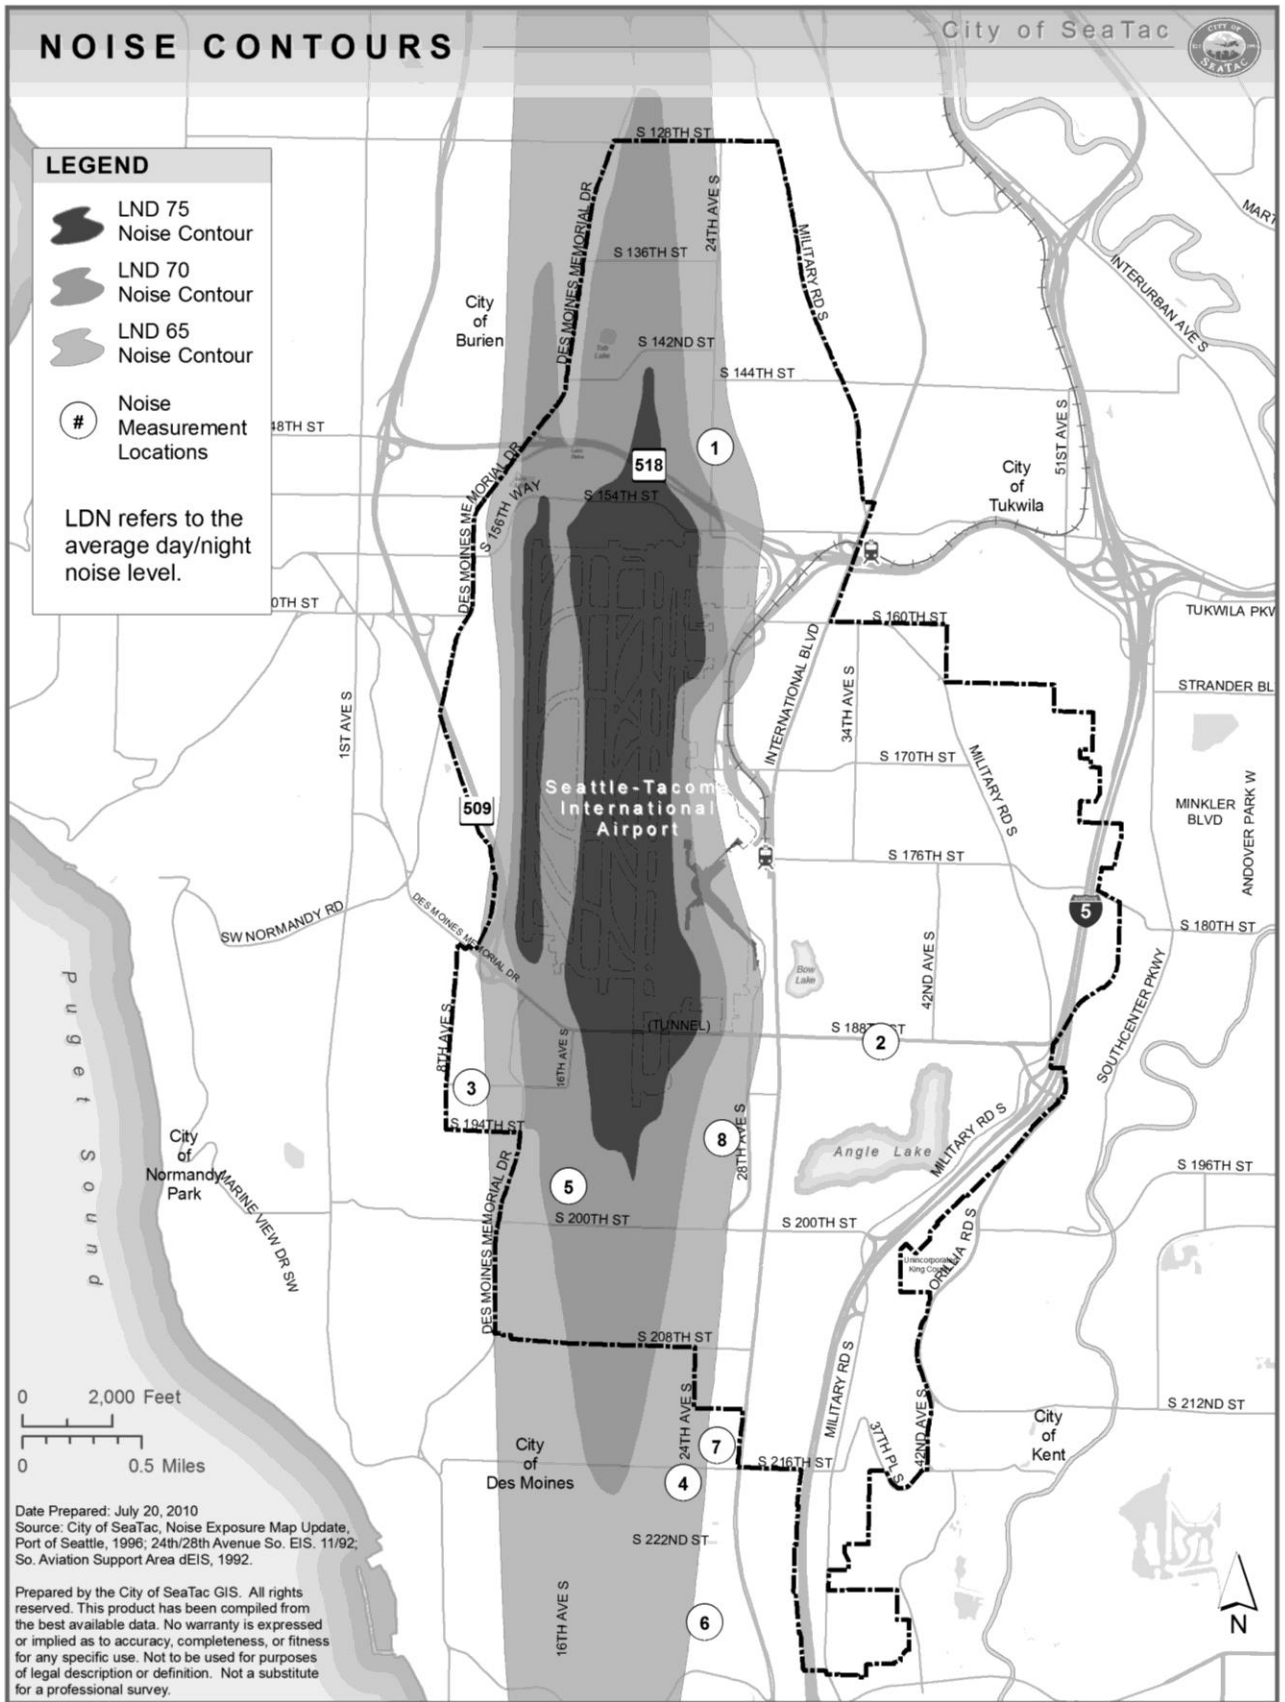 NOISE CONTOURS
City of SeaTac
CITY OF
SEATAC
LEGEND
LND 75
Noise Contour
LND 70
Noise Contour
LND 65
Noise Contour
#
Noise
Measurement
Locations
LDN refers to the
average day/night
noise level.
S 128TH ST
24TH AVE S
DES MOINES MEMORIAL DR
MILITARY RD S
S 136TH ST
MART
INTERURBAN AVE S
City
of
Burien
Tub
Lake
S 142ND ST
S 144TH ST
51ST AVE S
48TH ST
1
518
City
of
Tukwila
DES MOINES MEMORIAL DR
S 156TH WAY
S 154TH ST
0TH ST
S 160TH ST
TUKWILA PKW
INTERNATIONAL BLVD
34TH AVE S
STRANDER BL
1ST AVE S
S 170TH ST
MILITARY RD S
Seattle-Tacom
International
Airport
509
MINKLER
BLVD
ANDOVER PARK W
S 176TH ST
5
SW NORMANDY RD
DES MOINES MEMORIAL DR
S 180TH ST
42ND AVE S
Bow
Lake
SOUTHCENTER PKWY
Puget Sound
8TH AVE S
16TH AVE S
(TUNNEL)
S 188TH ST
2
3
S 194TH ST
8
28TH AVE S
Angle Lake
MILITARY RD S
City
of
Normandy
Park
MARINE VIEW DR SW
5
S 196TH ST
DES MOINES MEMORIAL DR
S 200TH ST
S 200TH ST
Unincorporated
King County
ORILLIA RD S
S 208TH ST
MILITARY RD S
24TH AVE S
42ND AVE S
37TH PL S
S 212ND ST
City
of
Kent
7
City
of
Des Moines
S 216TH ST
4
S 222ND ST
16TH AVE S
6
0 2,000 Feet
0 0.5 Miles
Date Prepared: July 20, 2010
Source: City of SeaTac, Noise Exposure Map Update,
Port of Seattle, 1996; 24th/28th Avenue So. EIS. 11/92;
So. Aviation Support Area dEIS, 1992.
Prepared by the City of SeaTac GIS. All rights
reserved. This product has been compiled from
the best available data. No warranty is expressed
or implied as to accuracy, completeness, or fitness
for any specific use. Not to be used for purposes
of legal description or definition. Not a substitute
for a professional survey.
N